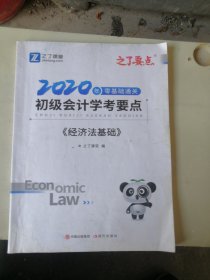 之了课堂
之了要点
2020年零基础通关
初级会计学考要点
《经济法基础》
之了课堂 编
Economic
Law